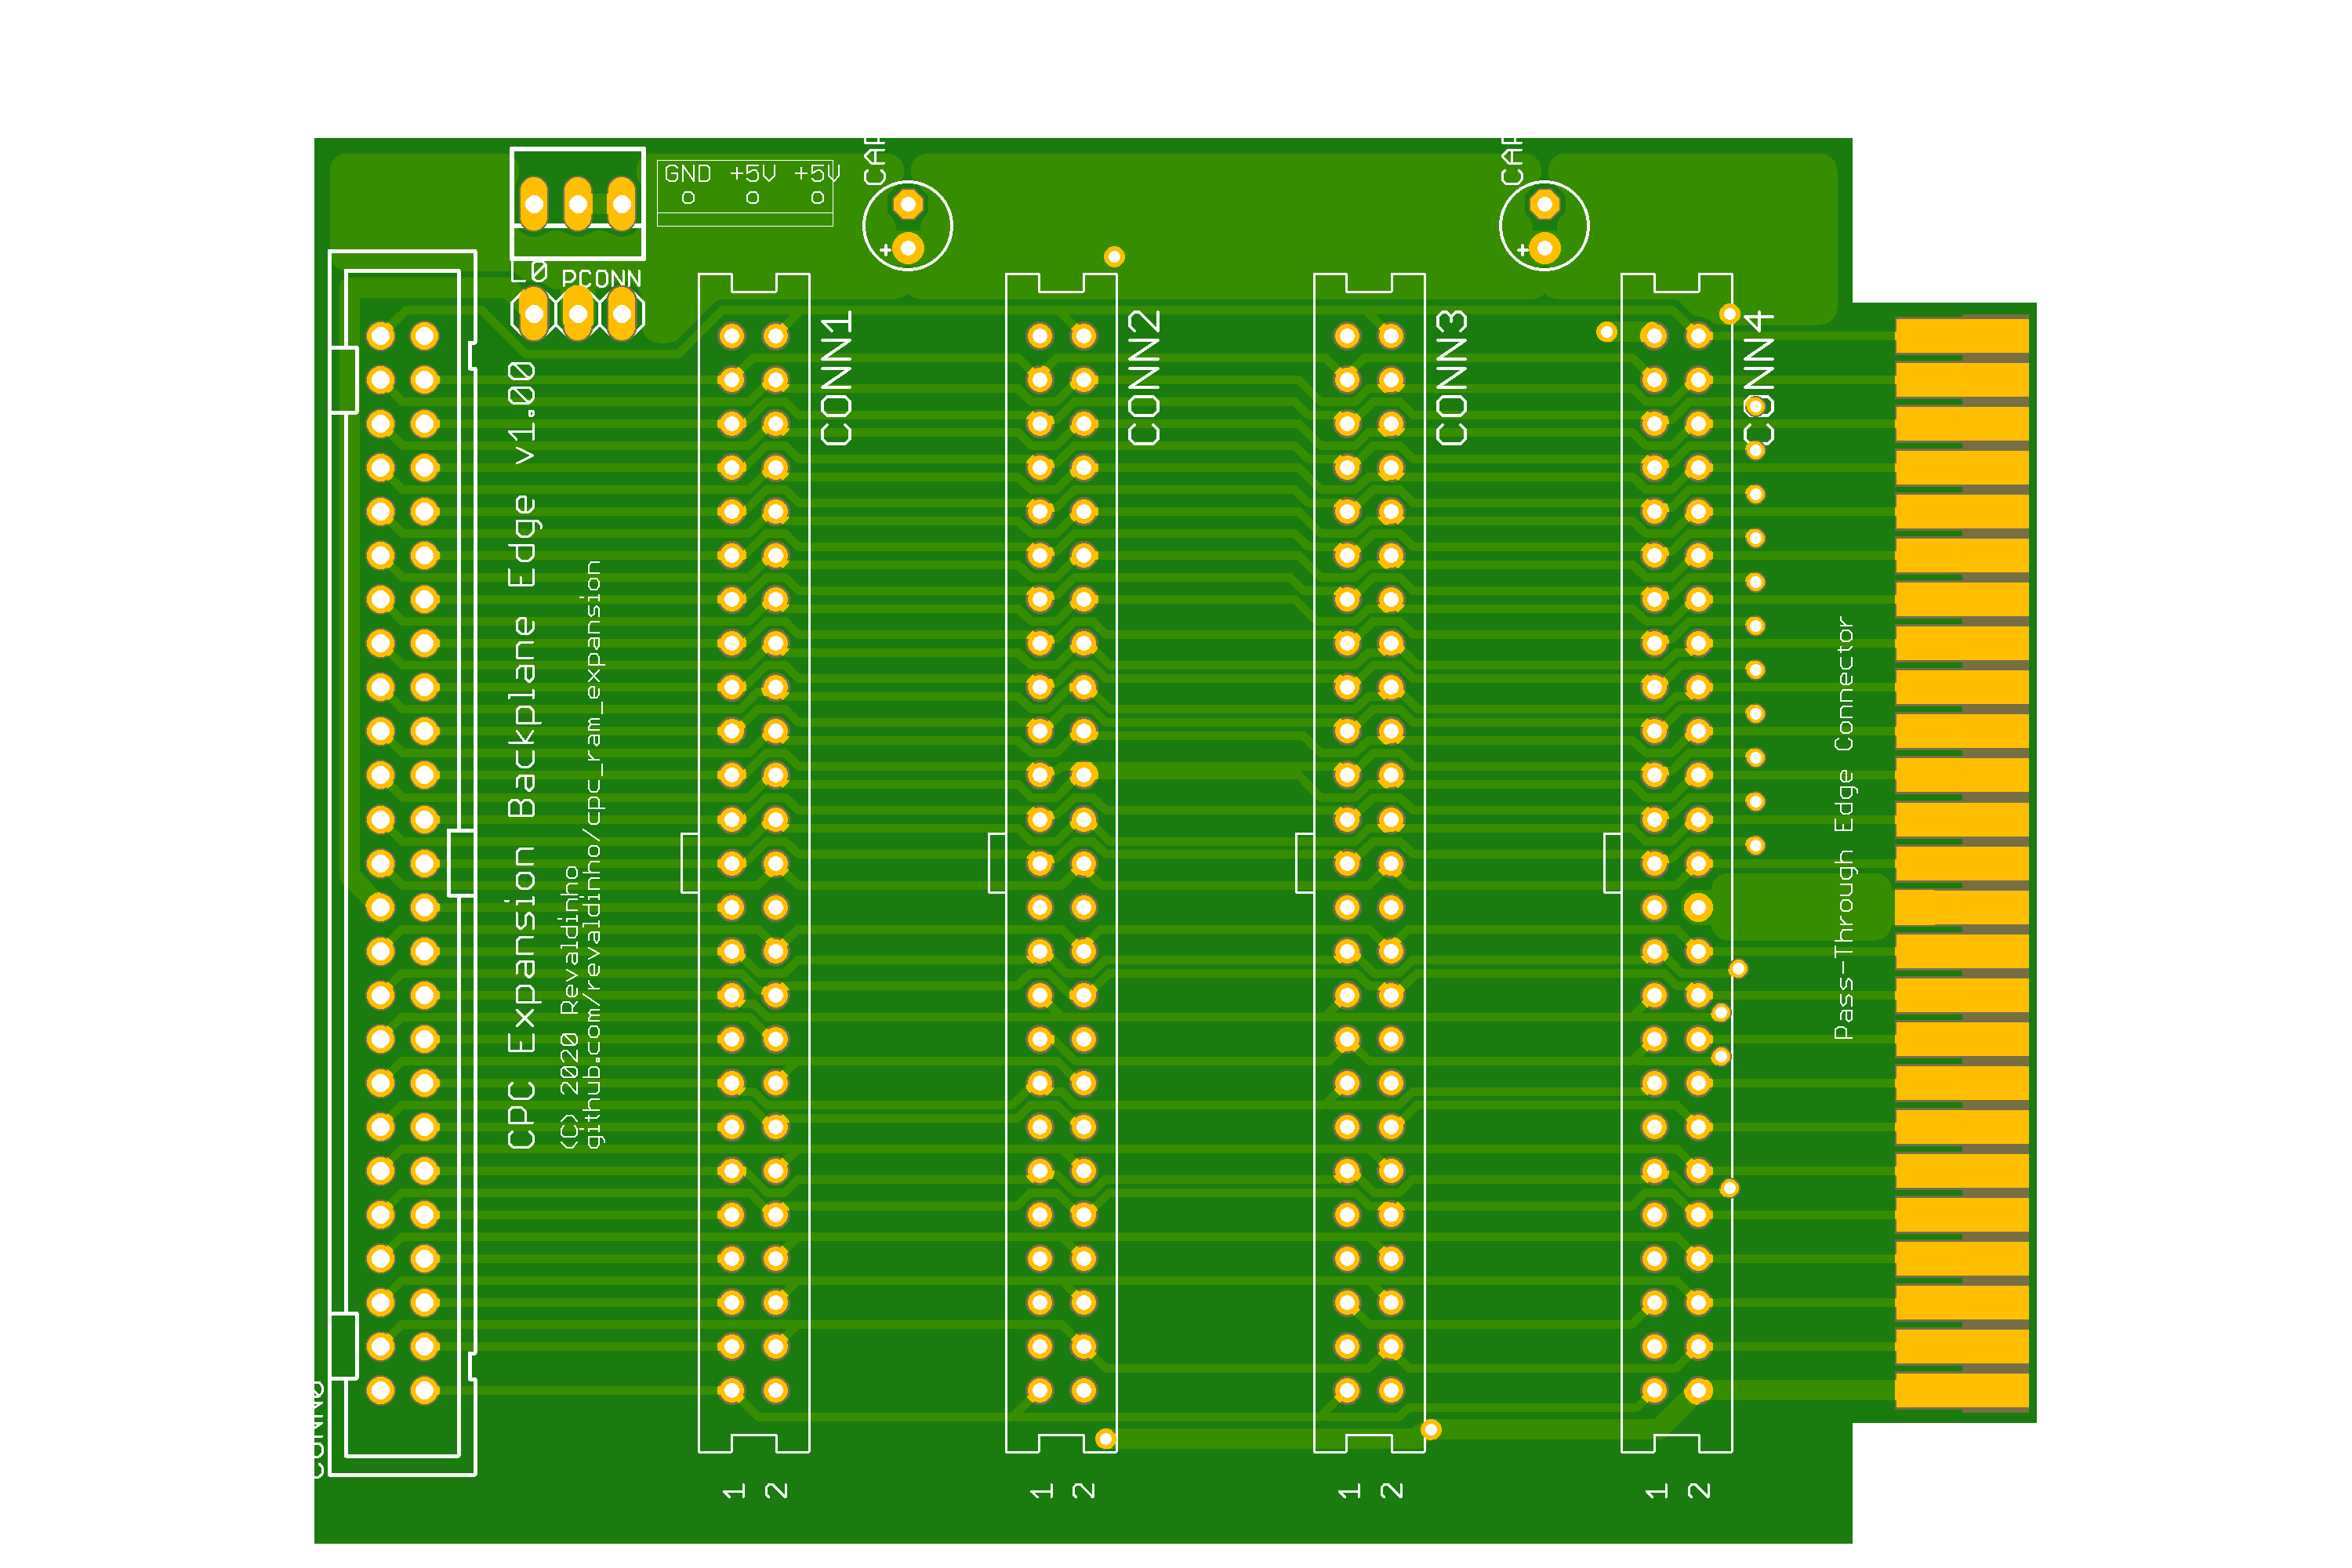 GND +5V +5V
CAP
CAP
L0
PCONN
CONN1
CONN2
CONN3
CONN4
CPC Expansion Backplane Edge v1.00
(C) 2020 Revaldinho
github.com/revaldinho/cpc_ram_expansion
Pass-Through Edge Connector
CONN0
1 2
1 2
1 2
1 2